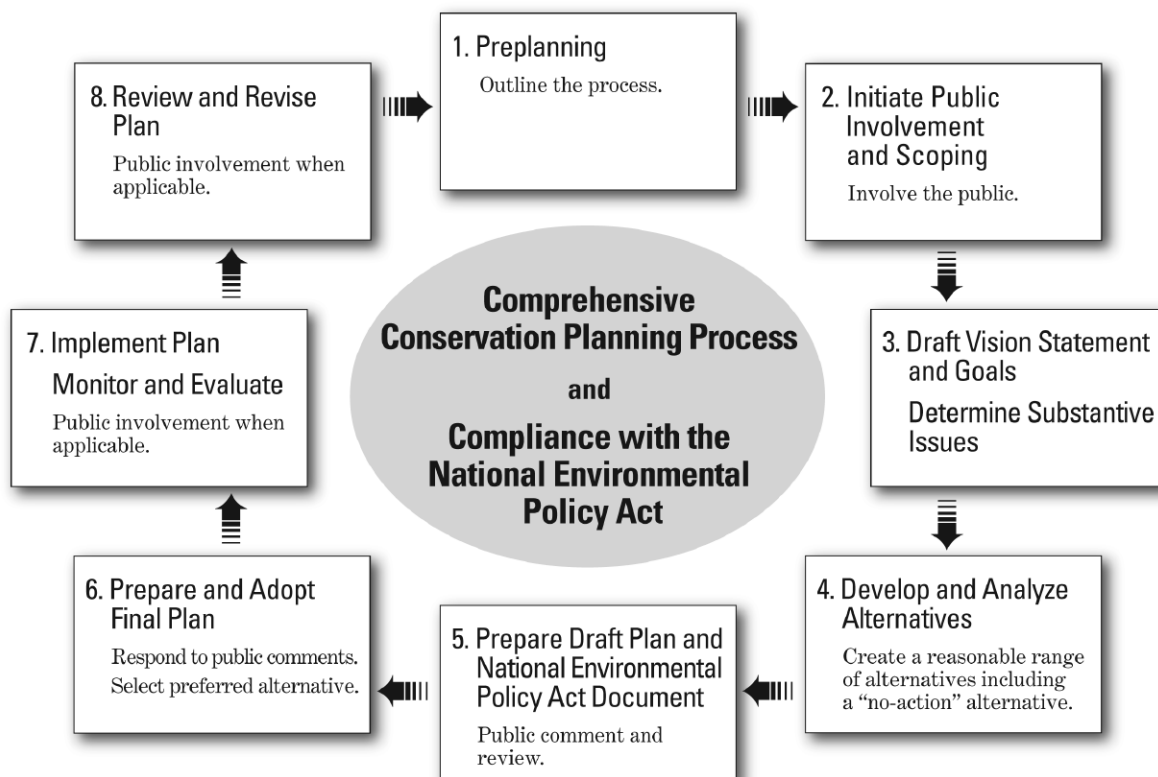 1. Preplanning
Outline the process.
2. Initiate Public
Involvement
and Scoping
Involve the public.
3. Draft Vision Statement
and Goals
Determine Substantive
Issues
4. Develop and Analyze
Alternatives
Create a reasonable range
of alternatives including
a “no-action” alternative.
5. Prepare Draft Plan and
National Environmental
Policy Act Document
Public comment and
review.
6. Prepare and Adopt
Final Plan
Respond to public comments.
Select preferred alternative.
7. Implement Plan
Monitor and Evaluate
Public involvement when
applicable.
8. Review and Revise
Plan
Public involvement when
applicable.
Comprehensive
Conservation Planning Process
and
Compliance with the
National Environmental
Policy Act